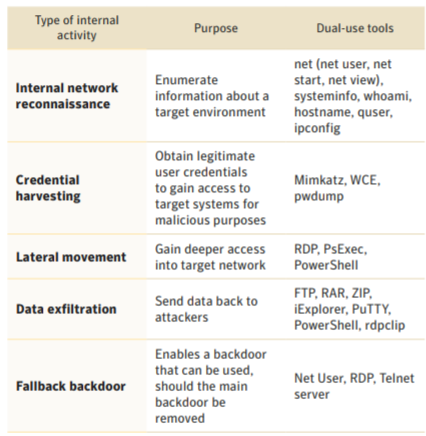 Type of internal
activity
Purpose
Dual-use tools
Internal network
reconnaissance
Enumerate
information about a
target environment
net (net user, net
start, net view),
systeminfo, whoami,
hostname, quser,
ipconfig
Credential
harvesting
Obtain legitimate
user credentials
to gain access to
target systems for
malicious purposes
Mimkatz, WCE,
pwdump
Lateral movement
Gain deeper access
into target network
RDP, PsExec,
PowerShell
Data exfiltration
Send data back to
attackers
FTP, RAR, ZIP,
iExplorer, PuTTY,
PowerShell, rdpclip
Fallback backdoor
Enables a backdoor
that can be used,
should the main
backdoor be
removed
Net User, RDP, Telnet
server